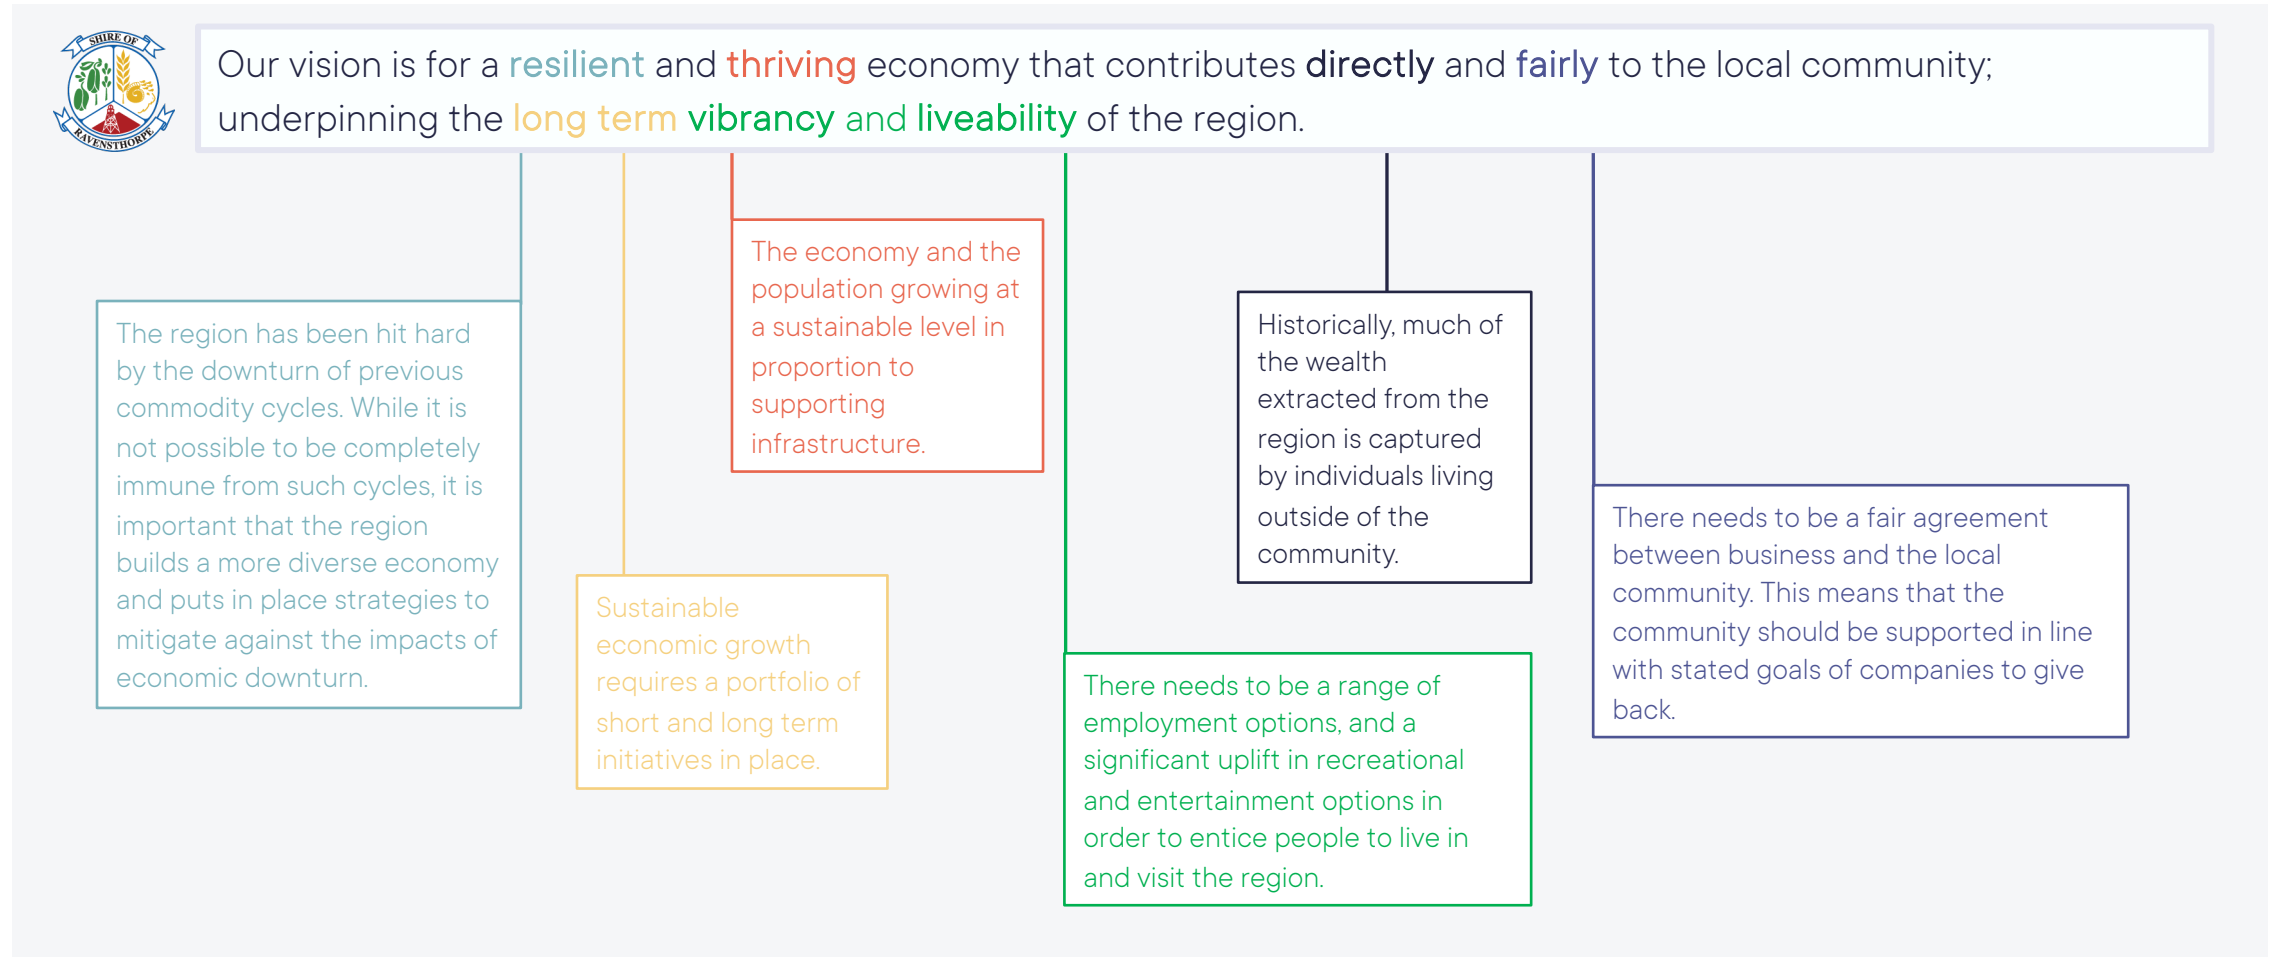 SHIRE OF
RAVENSTHORPE
Our vision is for a resilient and thriving economy that contributes directly and fairly to the local community;
underpinning the long term vibrancy and liveability of the region.
The region has been hit hard
by the downturn of previous
commodity cycles. While it is
not possible to be completely
immune from such cycles, it is
important that the region
builds a more diverse economy
and puts in place strategies to
mitigate against the impacts of
economic downturn.
Sustainable
economic growth
requires a portfolio of
short and long term
initiatives in place.
The economy and the
population growing at
a sustainable level in
proportion to
supporting
infrastructure.
There needs to be a range of
employment options, and a
significant uplift in recreational
and entertainment options in
order to entice people to live in
and visit the region.
Historically, much of
the wealth
extracted from the
region is captured
by individuals living
outside of the
community.
There needs to be a fair agreement
between business and the local
community. This means that the
community should be supported in line
with stated goals of companies to give
back.